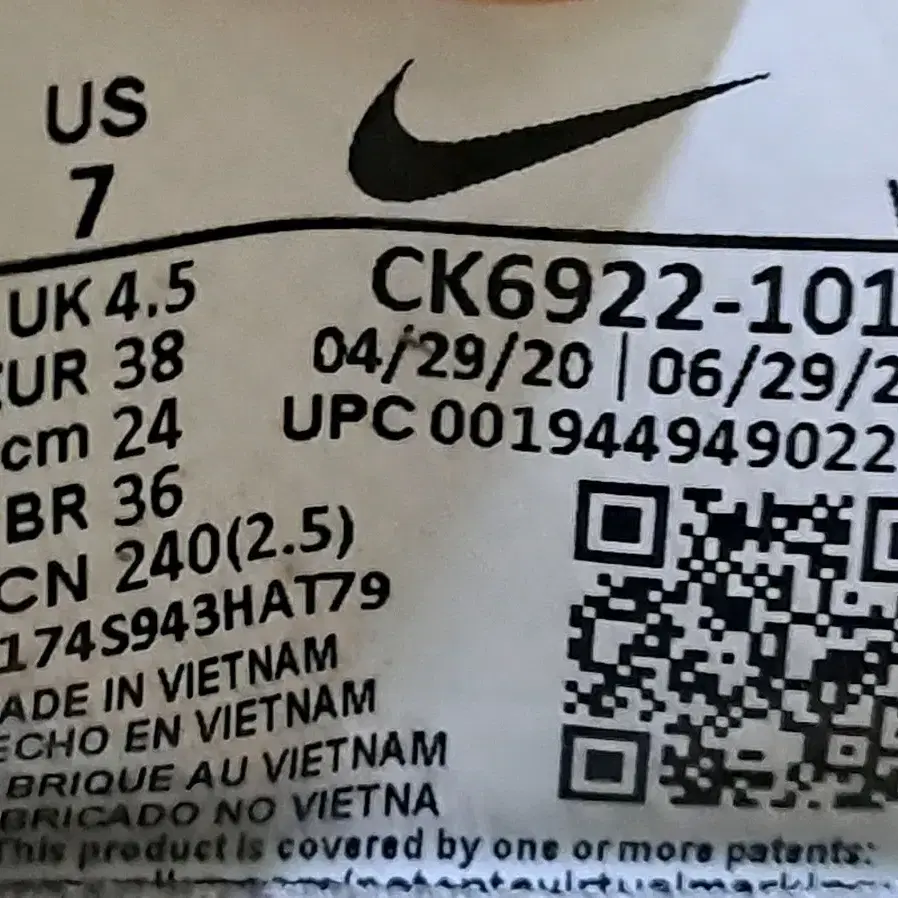 US
7
UK 4.5
EUR 38
cm 24
BR 36
CN 240(2.5)
174S943HAT79
ADE IN VIETNAM
ECHO EN VIETNAM
BRIQUE AU VIETNAM
BRICADO NO VIETNA
CK6922-101
04/29/20 | 06/29/2
UPC 001944949022
This product is covered by one or more patents: